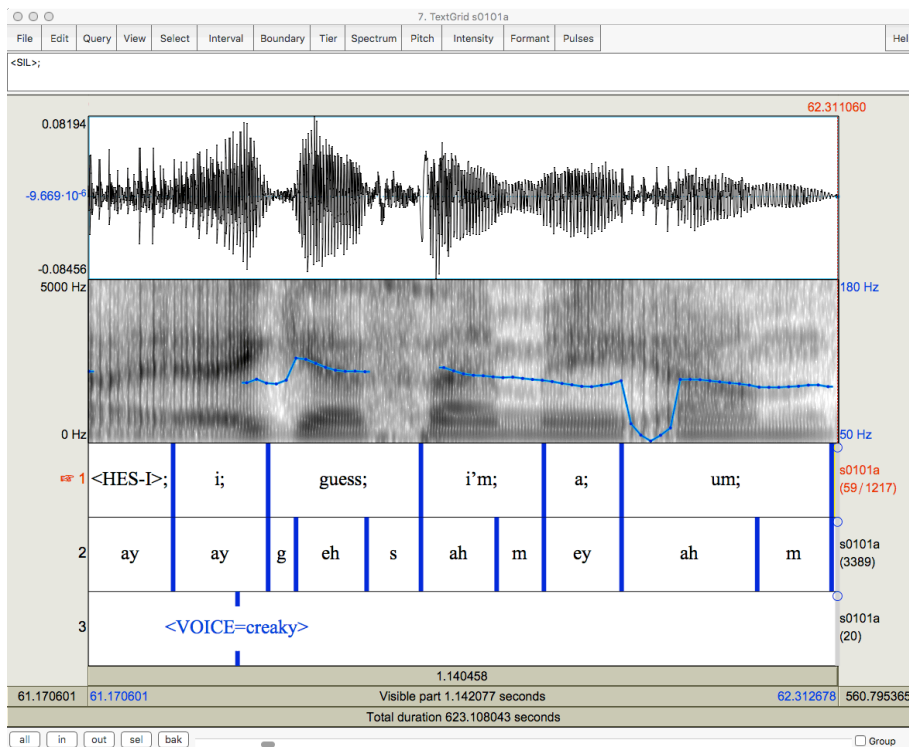 7. TextGrid s0101a
File Edit Query View Select Interval Boundary Tier Spectrum Pitch Intensity Formant Pulses Hel
<SIL>;
62.311060
0.08194
-9.669·10-6
-0.08456
5000 Hz 180 Hz
0 Hz 50 Hz
☞ 1 <HES-I>; i; guess; i'm; a; um; s0101a
(59 / 1217)
2 ay ay g eh s ah m ey ah m s0101a
(3389)
3 <VOICE=creaky> s0101a
(20)
1.140458
61.170601 61.170601 Visible part 1.142077 seconds 62.312678 560.795365
Total duration 623.108043 seconds
all in out sel bak Group